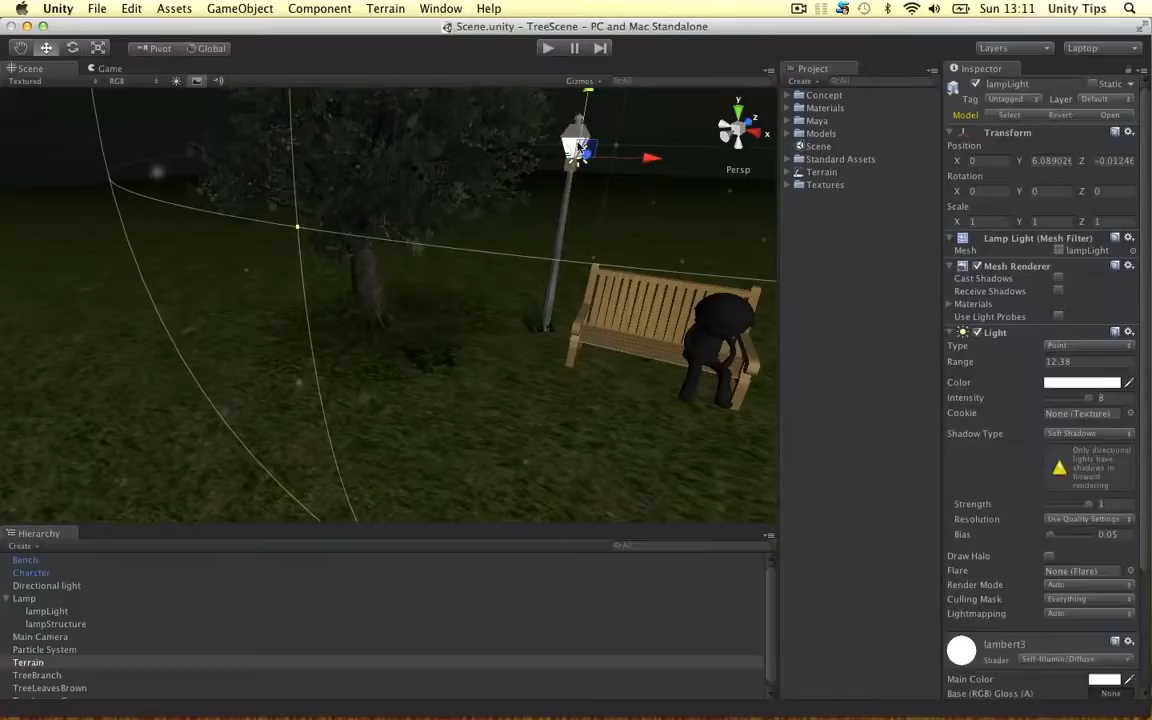 Unity File Edit Assets GameObject Component Terrain Window Help Sun 13:11 Unity Tips
Scene.unity - TreeScene - PC and Mac Standalone
Pivot Global Layers Laptop
Scene Game Project Inspector
Textured RGB Gizmos All Create All lampLight Static
Tag Untagged Layer Default
Model Select Revert Open
Concept
Materials
Maya
Models
Scene
Standard Assets
Terrain
Textures
y
z
x
Persp
Transform
Position
X 0 Y 6.089026 Z -0.01246
Rotation
X 0 Y 0 Z 0
Scale
X 1 Y 1 Z 1
Lamp Light (Mesh Filter)
Mesh lampLight
Mesh Renderer
Cast Shadows
Receive Shadows
Materials
Use Light Probes
Light
Type Point
Range 12.38
Color
Intensity 8
Cookie None (Texture)
Shadow Type Soft Shadows
Only directional
lights have
shadows in
forward
rendering
Strength 1
Resolution Use Quality Settings
Bias 0.05
Draw Halo
Flare None (Flare)
Render Mode Auto
Culling Mask Everything
Lightmapping Auto
lambert3
Shader Self-Illumin/Diffuse
Main Color
Base (RGB) Gloss (A) None
Hierarchy
Create All
Bench
Charcter
Directional light
Lamp
lampLight
lampStructure
Main Camera
Particle System
Terrain
TreeBranch
TreeLeavesBrown